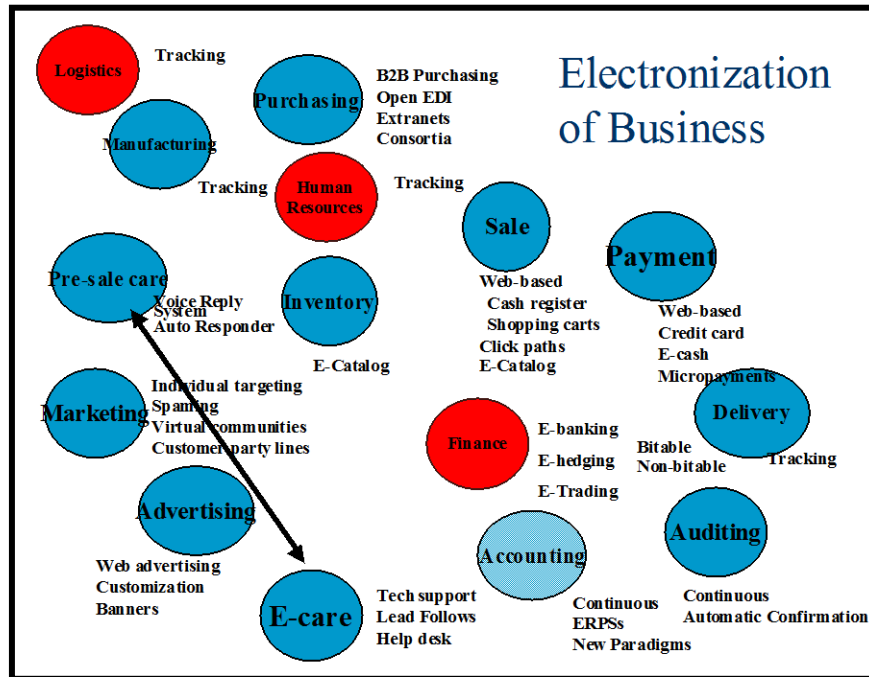 Electronization
of Business
Logistics
Tracking
Purchasing
B2B Purchasing
Open EDI
Extranets
Consortia
Manufacturing
Tracking
Human
Resources
Tracking
Sale
Web-based
Cash register
Shopping carts
Click paths
E-Catalog
Payment
Web-based
Credit card
E-cash
Micropayments
Pre-sale care
Voice Reply
System
Auto Responder
Inventory
E-Catalog
Marketing
Individual targeting
Spaming
Virtual communities
Customer party lines
Finance
E-banking
E-hedging
E-Trading
Delivery
Bitable
Non-bitable
Tracking
Advertising
Web advertising
Customization
Banners
E-care
Tech support
Lead Follows
Help desk
Accounting
Continuous
ERPSs
New Paradigms
Auditing
Continuous
Automatic Confirmation